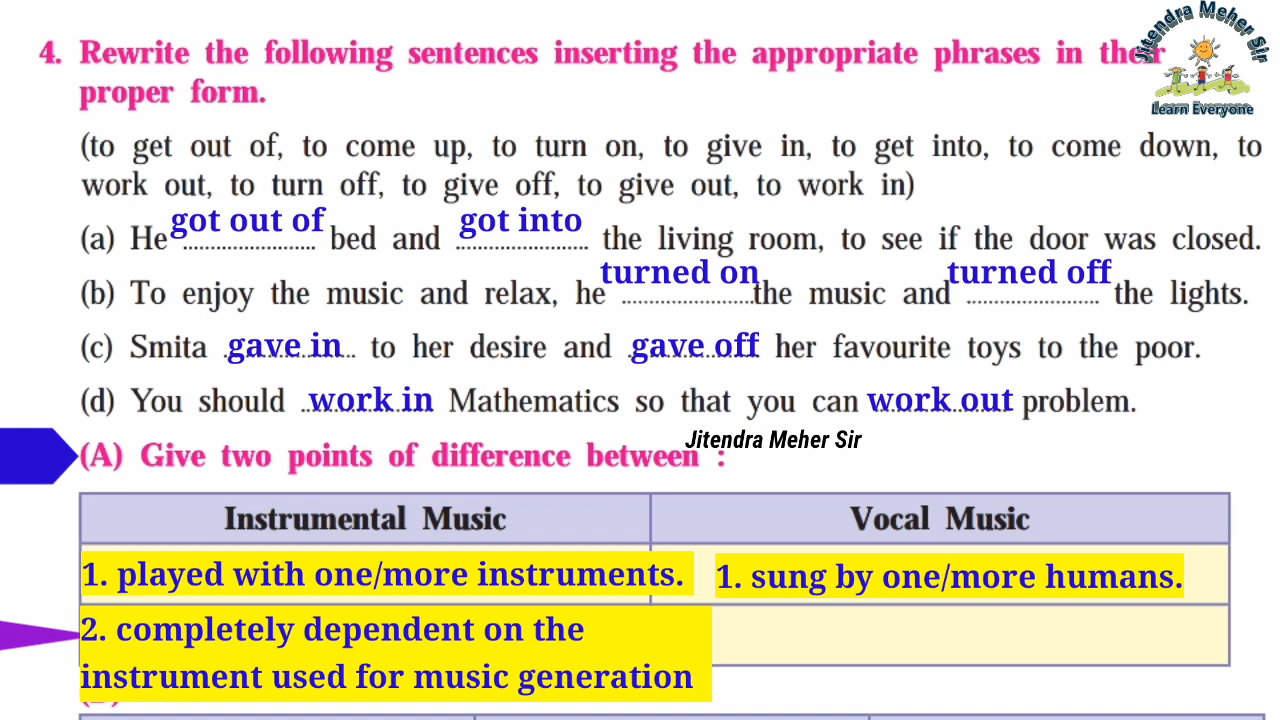 Jitendra Meher Sir
Learn Everyone
4. Rewrite the following sentences inserting the appropriate phrases in their
proper form.
(to get out of, to come up, to turn on, to give in, to get into, to come down, to
work out, to turn off, to give off, to give out, to work in)
(a) He got out of bed and got into the living room, to see if the door was closed.
(b) To enjoy the music and relax, he turned on the music and turned off the lights.
(c) Smita gave in to her desire and gave off her favourite toys to the poor.
(d) You should work in Mathematics so that you can work out problem.
Jitendra Meher Sir
(A) Give two points of difference between :
Instrumental Music Vocal Music
1. played with one/more instruments. 1. sung by one/more humans.
2. completely dependent on the
instrument used for music generation